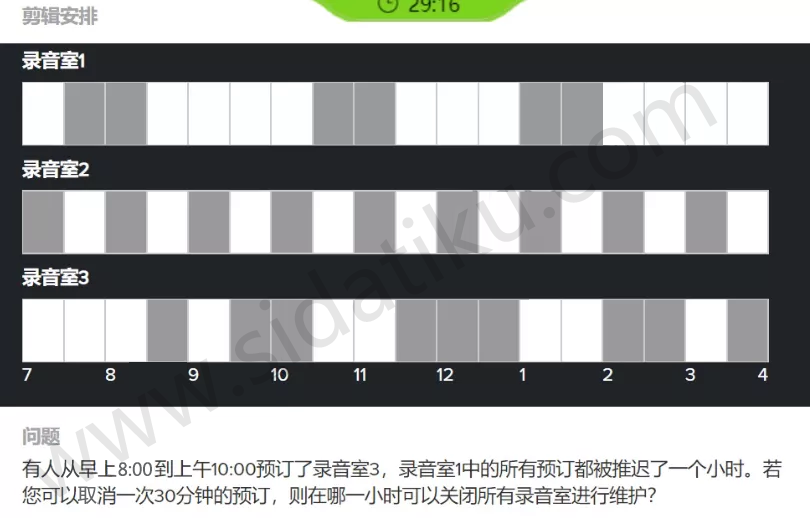 剪辑安排
29:16
录音室1
录音室2
录音室3
7 8 9 10 11 12 1 2 3 4
问题
有人从早上8:00到上午10:00预订了录音室3，录音室1中的所有预订都被推迟了一个小时。若
您可以取消一次30分钟的预订，则在哪一小时可以关闭所有录音室进行维护？
www.sidatiku.com